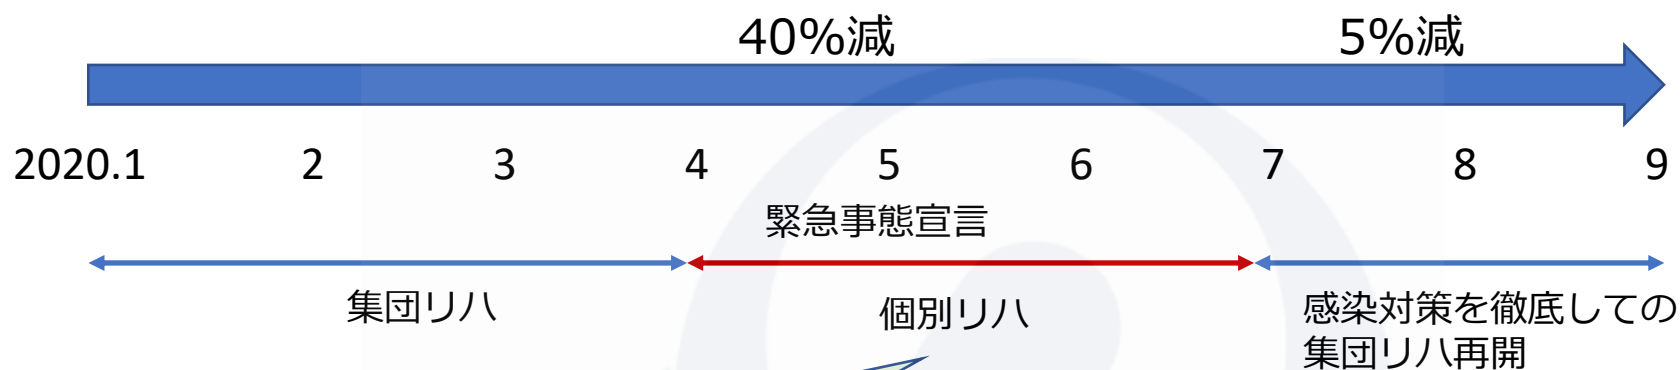 40%減 5%減
2020.1 2 3 4 5 6 7 8 9
緊急事態宣言
集団リハ 個別リハ 感染対策を徹底しての
集団リハ再開